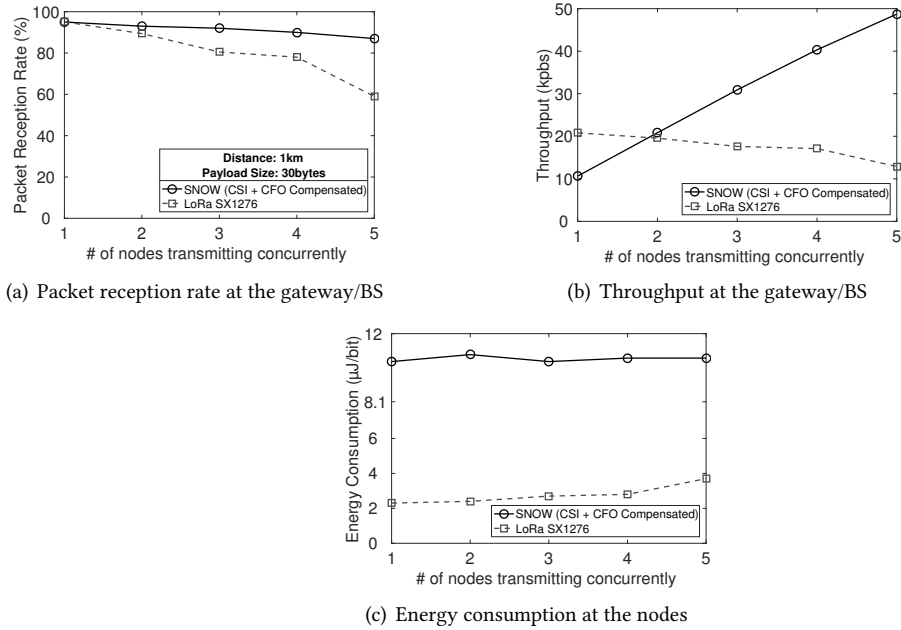 100
80
60
40
20
0
Packet Reception Rate (%)
Distance: 1km
Payload Size: 30bytes
SNOW (CSI + CFO Compensated)
LoRa SX1276
1 2 3 4 5
# of nodes transmitting concurrently
(a) Packet reception rate at the gateway/BS
50
40
30
20
10
0
Throughput (kpbs)
SNOW (CSI + CFO Compensated)
LoRa SX1276
1 2 3 4 5
# of nodes transmitting concurrently
(b) Throughput at the gateway/BS
12
8.1
6
4
2
0
Energy Consumption (µJ/bit)
SNOW (CSI + CFO Compensated)
LoRa SX1276
1 2 3 4 5
# of nodes transmitting concurrently
(c) Energy consumption at the nodes